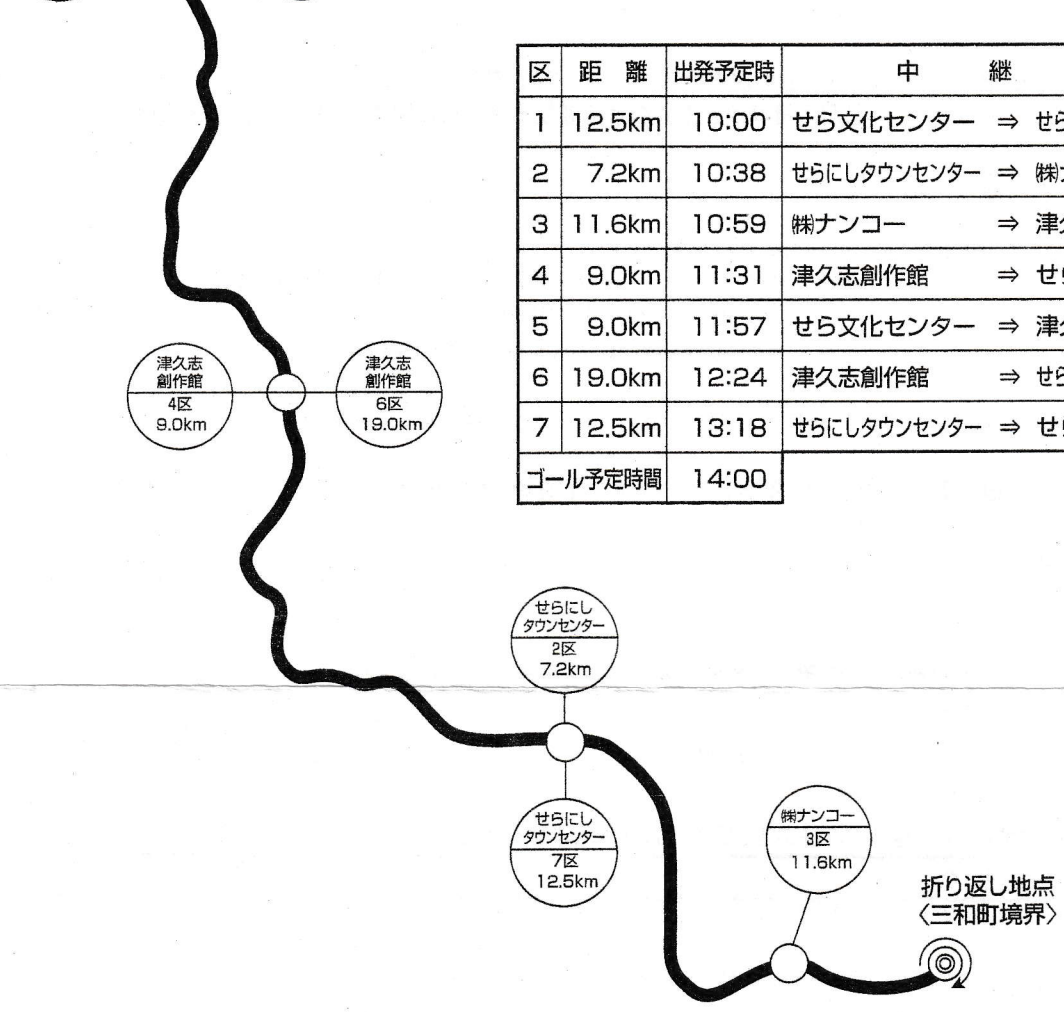 区 距離 出発予定時 中継
1 12.5km 10:00 せら文化センター ⇒ せら
2 7.2km 10:38 せらにしタウンセンター ⇒ ㈱
3 11.6km 10:59 ㈱ナンコー ⇒ 津
4 9.0km 11:31 津久志創作館 ⇒ せ
5 9.0km 11:57 せら文化センター ⇒ 津
6 19.0km 12:24 津久志創作館 ⇒ せ
7 12.5km 13:18 せらにしタウンセンター ⇒ せ
ゴール予定時間 14:00
津久志
創作館
4区
9.0km
津久志
創作館
6区
19.0km
せらにし
タウンセンター
2区
7.2km
せらにし
タウンセンター
7区
12.5km
㈱ナンコー
3区
11.6km
折り返し地点
〈三和町境界〉